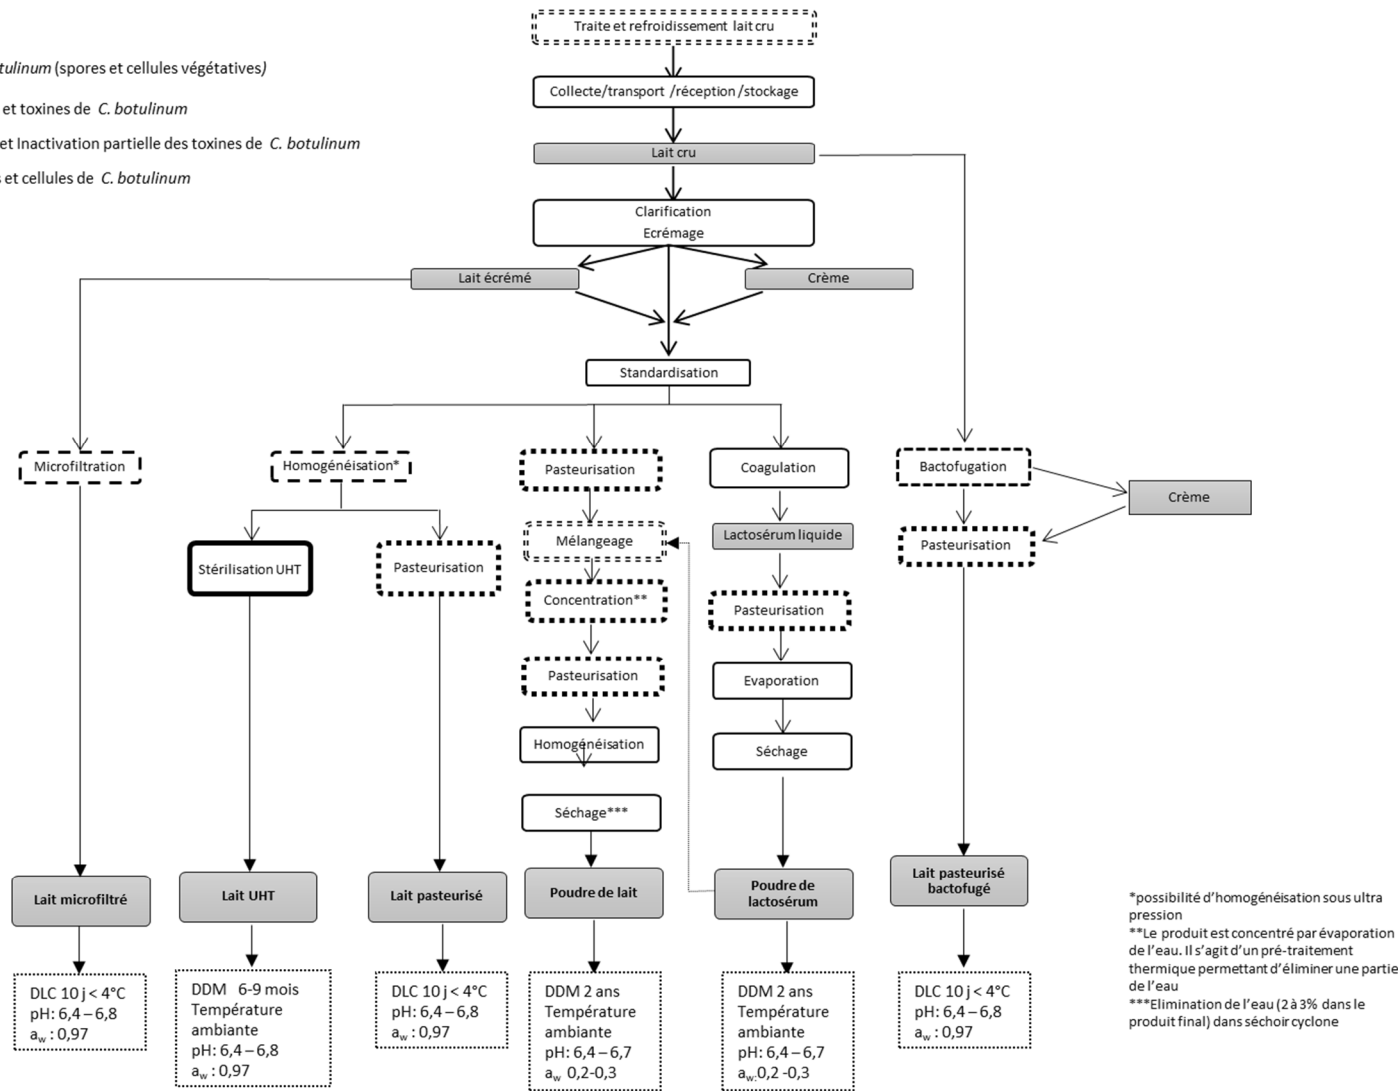 Traite et refroidissement lait cru
(spores et cellules végétatives)
et toxines de C. botulinum
et Inactivation partielle des toxines de C. botulinum
et cellules de C. botulinum
Collecte/transport /réception /stockage
Lait cru
Clarification
Ecrémage
Lait écrémé
Crème
Standardisation
Microfiltration
Homogénéisation*
Pasteurisation
Coagulation
Bactofugation
Crème
Mélangeage
Lactosérum liquide
Pasteurisation
Stérilisation UHT
Pasteurisation
Concentration**
Pasteurisation
Pasteurisation
Evaporation
Homogénéisation
Séchage
Séchage***
Lait microfiltré
Lait UHT
Lait pasteurisé
Poudre de lait
Poudre de
lactosérum
Lait pasteurisé
bactofugé
DLC 10 j < 4°C
pH: 6,4 – 6,8
aw : 0,97
DDM 6-9 mois
Température
ambiante
pH: 6,4 – 6,8
aw : 0,97
DLC 10 j < 4°C
pH: 6,4 – 6,8
aw : 0,97
DDM 2 ans
Température
ambiante
pH: 6,4 – 6,7
aw 0,2-0,3
DDM 2 ans
Température
ambiante
pH: 6,4 – 6,7
aw:0,2 -0,3
DLC 10 j < 4°C
pH: 6,4 – 6,8
aw : 0,97
*possibilité d'homogénéisation sous ultra
pression
**Le produit est concentré par évaporation
de l'eau. Il s'agit d'un pré-traitement
thermique permettant d'éliminer une partie
de l'eau
***Elimination de l'eau (2 à 3% dans le
produit final) dans séchoir cyclone